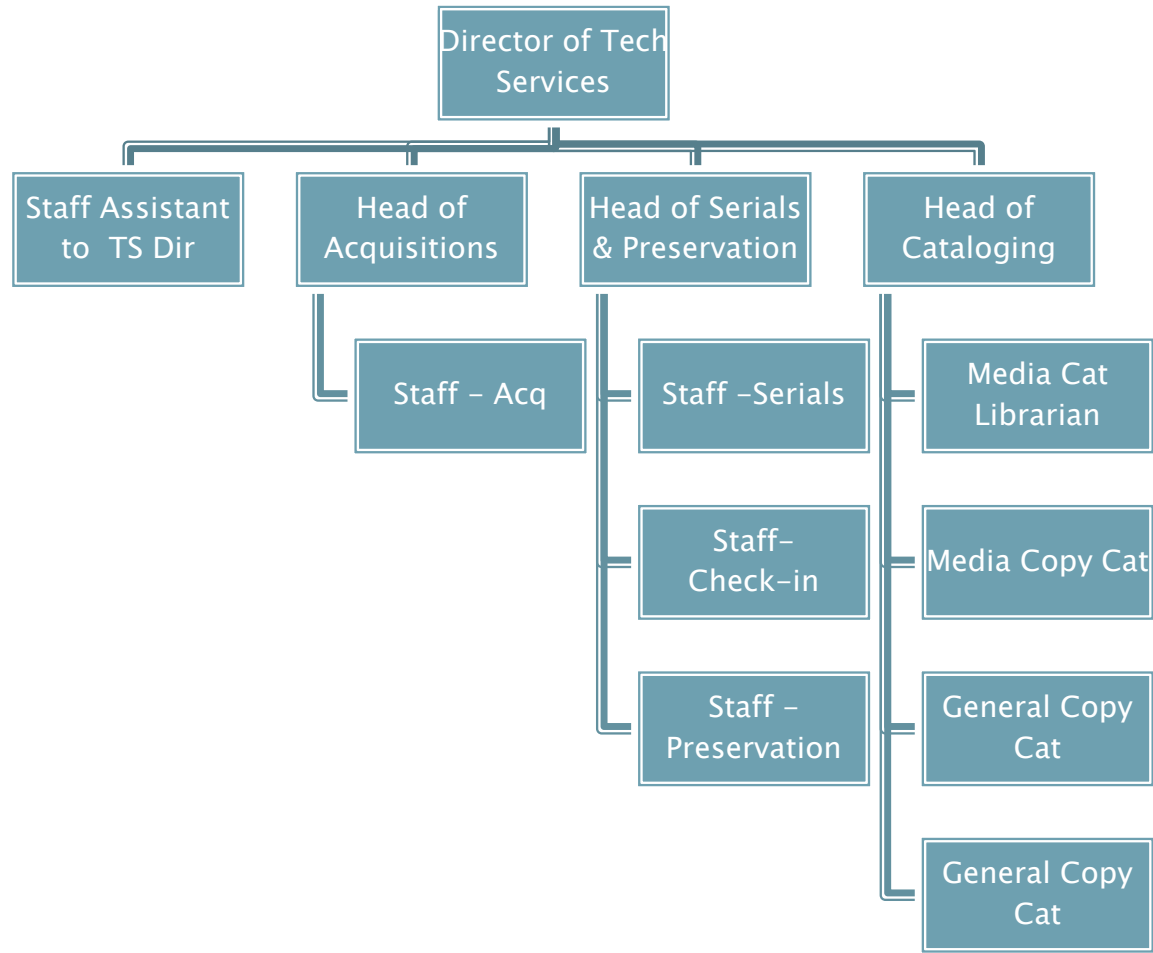 Director of Tech
Services
Staff Assistant
to TS Dir
Head of
Acquisitions
Head of Serials
& Preservation
Head of
Cataloging
Staff – Acq
Staff –Serials
Media Cat
Librarian
Staff–
Check–in
Media Copy Cat
Staff –
Preservation
General Copy
Cat
General Copy
Cat